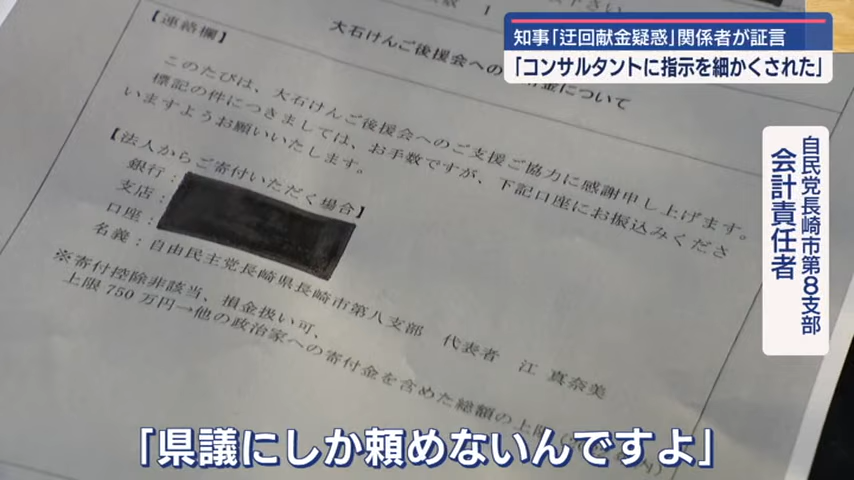 知事「迂回献金疑惑」関係者が証言
「コンサルタントに指示を細かくされた」
自民党長崎市第8支部
会計責任者
【連絡欄】
大石けんご後援会への
金について
このたびは、大石けんご後援会へのご支援ご協力に感謝申し上げます。
標記の件につきましては、お手数ですが、下記口座にお振込みくださ
いますようお願いいたします。
【法人からご寄付いただく場合】
銀行：
支店：
口座：
名義：自由民主党長崎県長崎市第八支部 代表者 江 真奈美
※寄付控除非該当、損金扱い可、
上限750万円→他の政治家への寄付金を含めた総額の上限
「県議にしか頼めないんですよ」